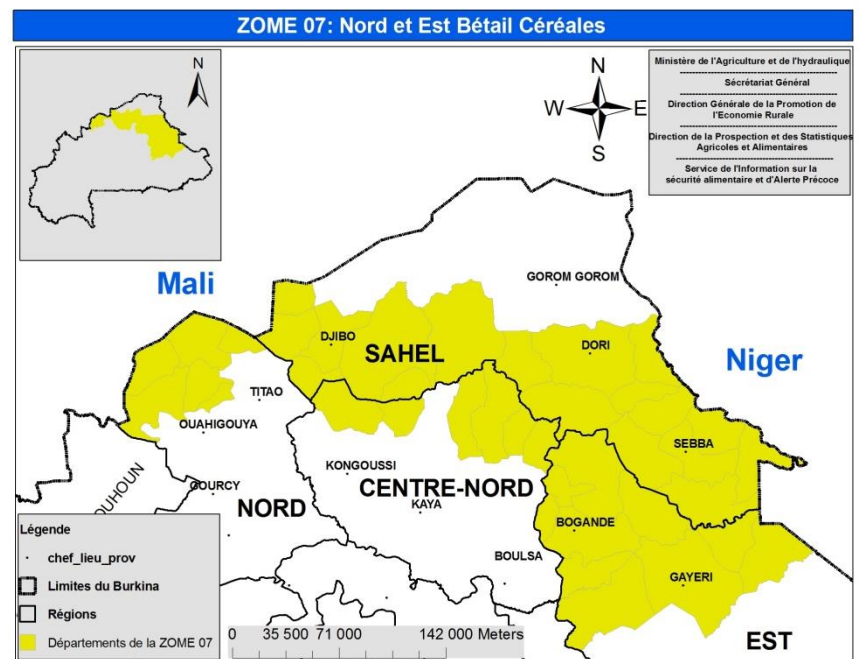 ZOME 07: Nord et Est Bétail Céréales
N
N
W
E
S
Ministère de l'Agriculture et de l'hydraulique
Sécrétariat Général
Direction Générale de la Promotion de
l'Economie Rurale
Direction de la Prospection et des Statistiques
Agricoles et Alimentaires
Service de l'Information sur la
sécurité alimentaire et d'Alerte Précoce
Mali
GOROM GOROM
DJIBO
SAHEL
DORI
Niger
TITAO
OUAHIGOUYA
SEBBA
KONGOUSSI
CENTRE-NORD
OUHOUN
GOURCY
NORD
KAYA
BOGANDE
BOULSA
GAYERI
EST
Légende
chef_lieu_prov
Limites du Burkina
Régions
Départements de la ZOME 07
0 35 500 71 000 142 000 Meters